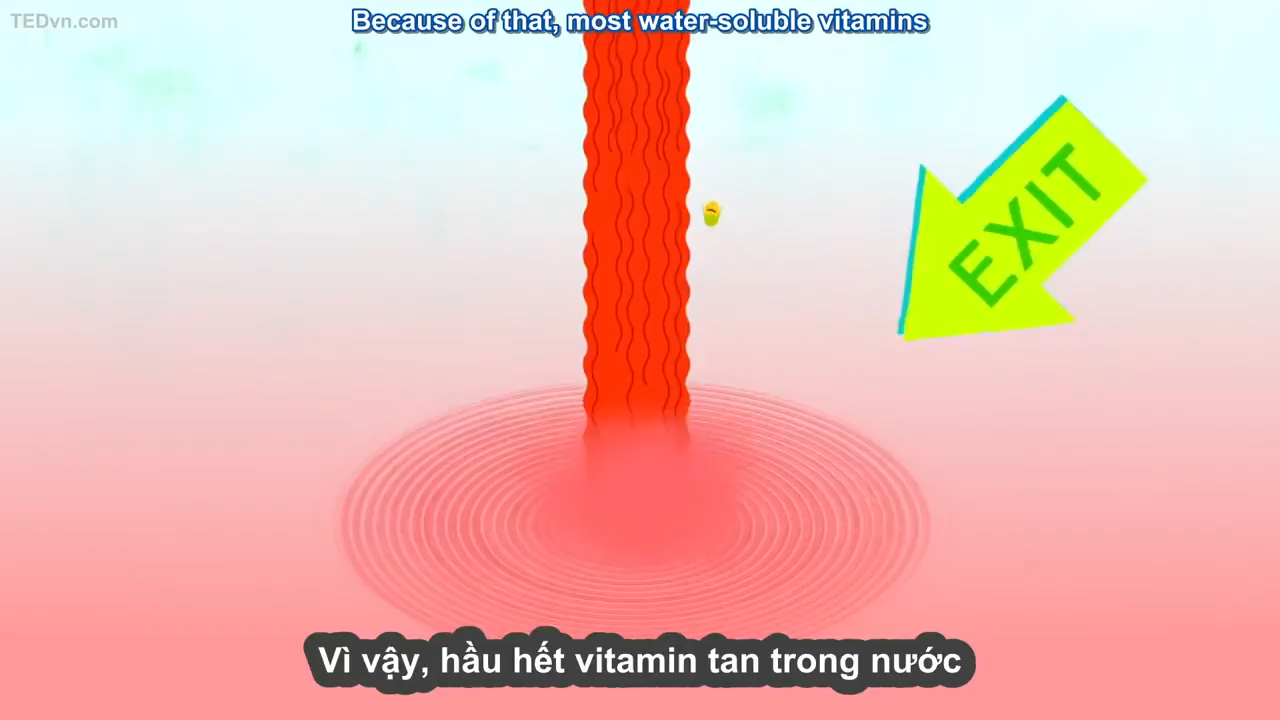 TEDvn.com
Because of that, most water-soluble vitamins
EXIT
Vì vậy, hầu hết vitamin tan trong nước